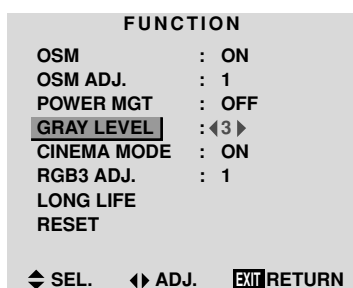 FUNCTION
OSM : ON
OSM ADJ. : 1
POWER MGT : OFF
GRAY LEVEL : 3
CINEMA MODE : ON
RGB3 ADJ. : 1
LONG LIFE
RESET
SEL. ADJ. EXIT RETURN